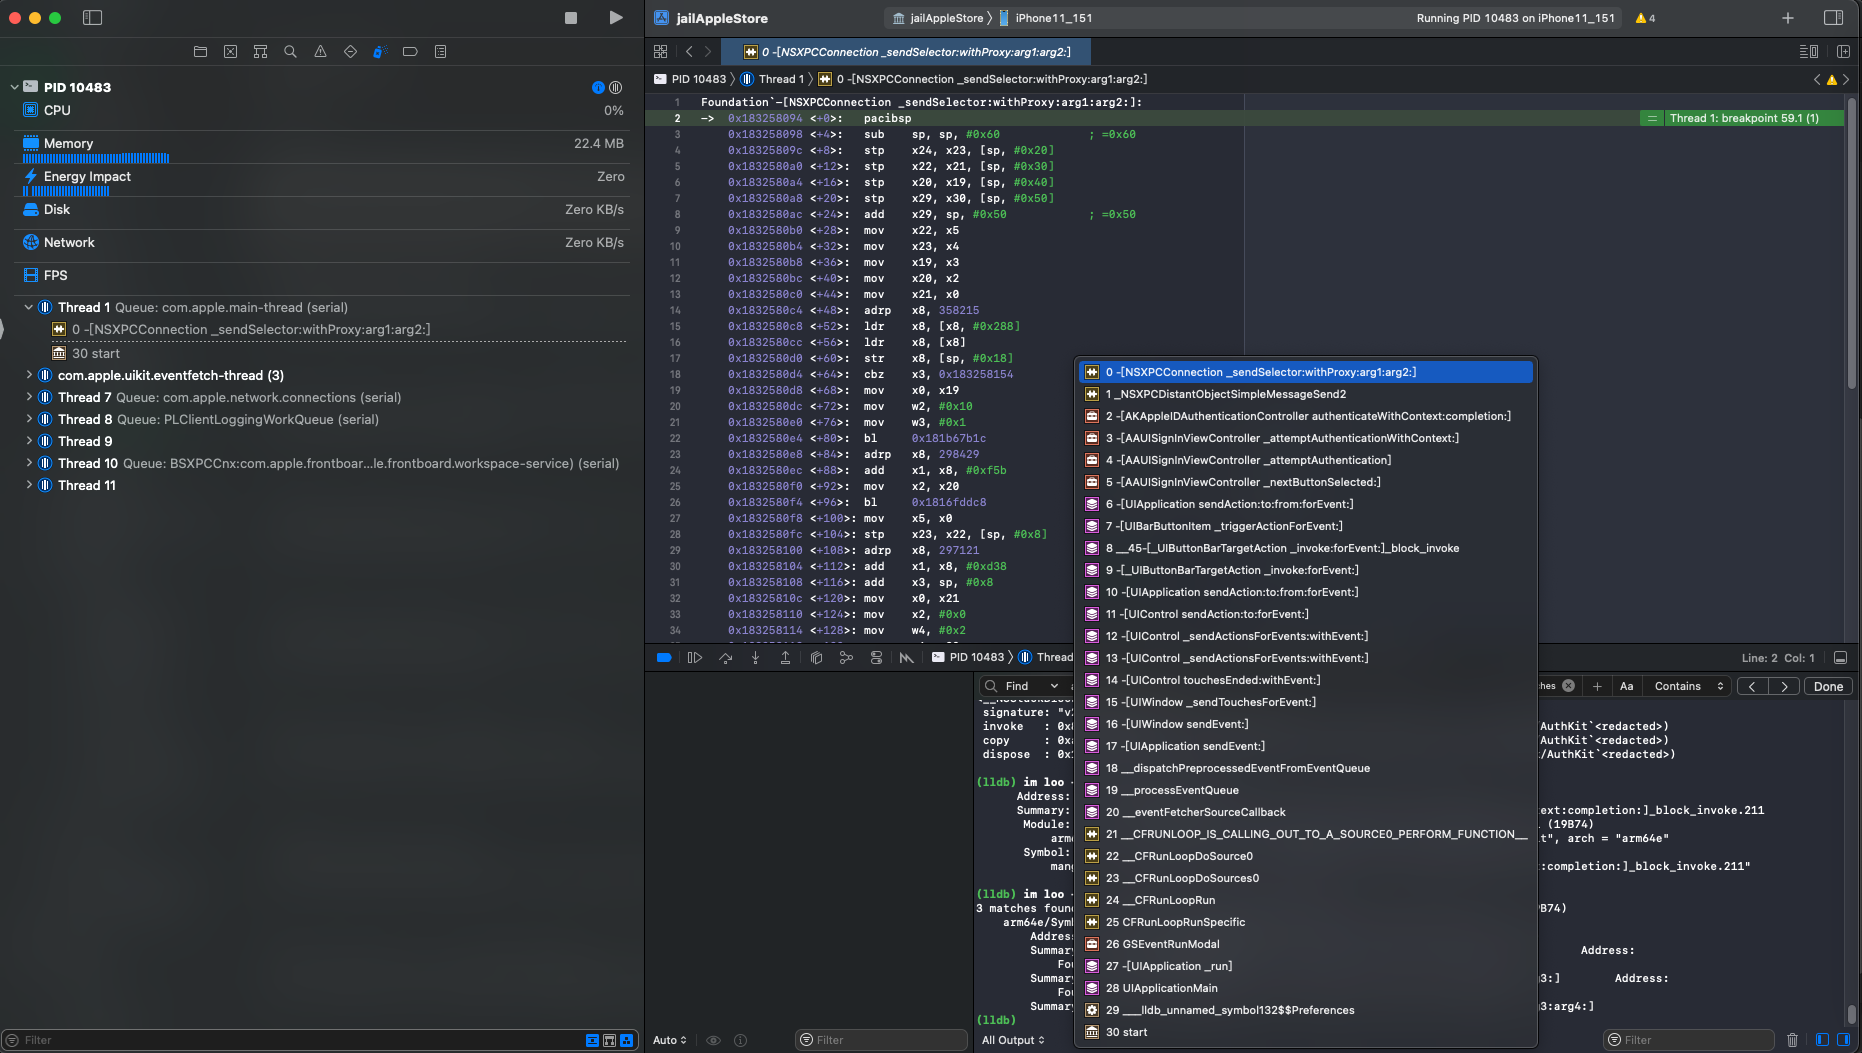 jailAppleStore
jailAppleStore 〉 iPhone11_151
Running PID 10483 on iPhone11_151
4
0 -[NSXPCConnection _sendSelector:withProxy:arg1:arg2:]
PID 10483 〉 Thread 1 〉 0 -[NSXPCConnection _sendSelector:withProxy:arg1:arg2:]
PID 10483
CPU 0%
Memory 22.4 MB
Energy Impact Zero
Disk Zero KB/s
Network Zero KB/s
FPS
Thread 1 Queue: com.apple.main-thread (serial)
0 -[NSXPCConnection _sendSelector:withProxy:arg1:arg2:]
30 start
com.apple.uikit.eventfetch-thread (3)
Thread 7 Queue: com.apple.network.connections (serial)
Thread 8 Queue: PLClientLoggingWorkQueue (serial)
Thread 9
Thread 10 Queue: BSXPCCnx:com.apple.frontboar...le.frontboard.workspace-service) (serial)
Thread 11
Filter
1 Foundation`-[NSXPCConnection _sendSelector:withProxy:arg1:arg2:]:
2 -> 0x183258094 <+0>: pacibsp
Thread 1: breakpoint 59.1 (1)
3 0x183258098 <+4>: sub sp, sp, #0x60 ; =0x60
4 0x18325809c <+8>: stp x24, x23, [sp, #0x20]
5 0x1832580a0 <+12>: stp x22, x21, [sp, #0x30]
6 0x1832580a4 <+16>: stp x20, x19, [sp, #0x40]
7 0x1832580a8 <+20>: stp x29, x30, [sp, #0x50]
8 0x1832580ac <+24>: add x29, sp, #0x50 ; =0x50
9 0x1832580b0 <+28>: mov x22, x5
10 0x1832580b4 <+32>: mov x23, x4
11 0x1832580b8 <+36>: mov x19, x3
12 0x1832580bc <+40>: mov x20, x2
13 0x1832580c0 <+44>: mov x21, x0
14 0x1832580c4 <+48>: adrp x8, 358215
15 0x1832580c8 <+52>: ldr x8, [x8, #0x288]
16 0x1832580cc <+56>: ldr x8, [x8]
17 0x1832580d0 <+60>: str x8, [sp, #0x18]
18 0x1832580d4 <+64>: cbz x3, 0x183258154
19 0x1832580d8 <+68>: mov x0, x19
20 0x1832580dc <+72>: mov w2, #0x10
21 0x1832580e0 <+76>: mov w3, #0x1
22 0x1832580e4 <+80>: bl 0x181b67b1c
23 0x1832580e8 <+84>: adrp x8, 298429
24 0x1832580ec <+88>: add x1, x8, #0xf5b
25 0x1832580f0 <+92>: mov x2, x20
26 0x1832580f4 <+96>: bl 0x1816fddc8
27 0x1832580f8 <+100>: mov x5, x0
28 0x1832580fc <+104>: stp x23, x22, [sp, #0x8]
29 0x183258100 <+108>: adrp x8, 297121
30 0x183258104 <+112>: add x1, x8, #0xd38
31 0x183258108 <+116>: add x3, sp, #0x8
32 0x18325810c <+120>: mov x0, x21
33 0x183258110 <+124>: mov x2, #0x0
34 0x183258114 <+128>: mov w4, #0x2
0 -[NSXPCConnection _sendSelector:withProxy:arg1:arg2:]
1 _NSXPCDistantObjectSimpleMessageSend2
2 -[AKAppleIDAuthenticationController authenticateWithContext:completion:]
3 -[AAUISignInViewController _attemptAuthenticationWithContext:]
4 -[AAUISignInViewController _attemptAuthentication]
5 -[AAUISignInViewController _nextButtonSelected:]
6 -[UIApplication sendAction:to:from:forEvent:]
7 -[UIBarButtonItem _triggerActionForEvent:]
8 __45-[_UIButtonBarTargetAction _invoke:forEvent:]_block_invoke
9 -[_UIButtonBarTargetAction _invoke:forEvent:]
10 -[UIApplication sendAction:to:from:forEvent:]
11 -[UIControl sendAction:to:forEvent:]
12 -[UIControl _sendActionsForEvents:withEvent:]
13 -[UIControl _sendActionsForEvents:withEvent:]
14 -[UIControl touchesEnded:withEvent:]
15 -[UIWindow _sendTouchesForEvent:]
16 -[UIWindow sendEvent:]
17 -[UIApplication sendEvent:]
18 __dispatchPreprocessedEventFromEventQueue
19 __processEventQueue
20 __eventFetcherSourceCallback
21 __CFRUNLOOP_IS_CALLING_OUT_TO_A_SOURCE0_PERFORM_FUNCTION__
22 __CFRunLoopDoSource0
23 __CFRunLoopDoSources0
24 __CFRunLoopRun
25 CFRunLoopRunSpecific
26 GSEventRunModal
27 -[UIApplication _run]
28 UIApplicationMain
29 ___lldb_unnamed_symbol132$$Preferences
30 start
PID 10483 〉 Thread
Line: 2 Col: 1
Find
hes
Aa
Contains
Done
signature: "v
invoke : 0x /AuthKit`<redacted>)
copy : 0x /AuthKit`<redacted>)
dispose : 0x /AuthKit`<redacted>)
(lldb) im loo
Address:
Summary: ext:completion:]_block_invoke.211
Module: (19B74)
arm t", arch = "arm64e"
Symbol:
man t:completion:]_block_invoke.211"
(lldb) im loo
3 matches foun B74)
arm64e/Sym
Addres
Summary Address:
Fou
Summary g3:] Address:
Fou
Summary g3:arg4:]
(lldb)
Auto
Filter
All Output
Filter